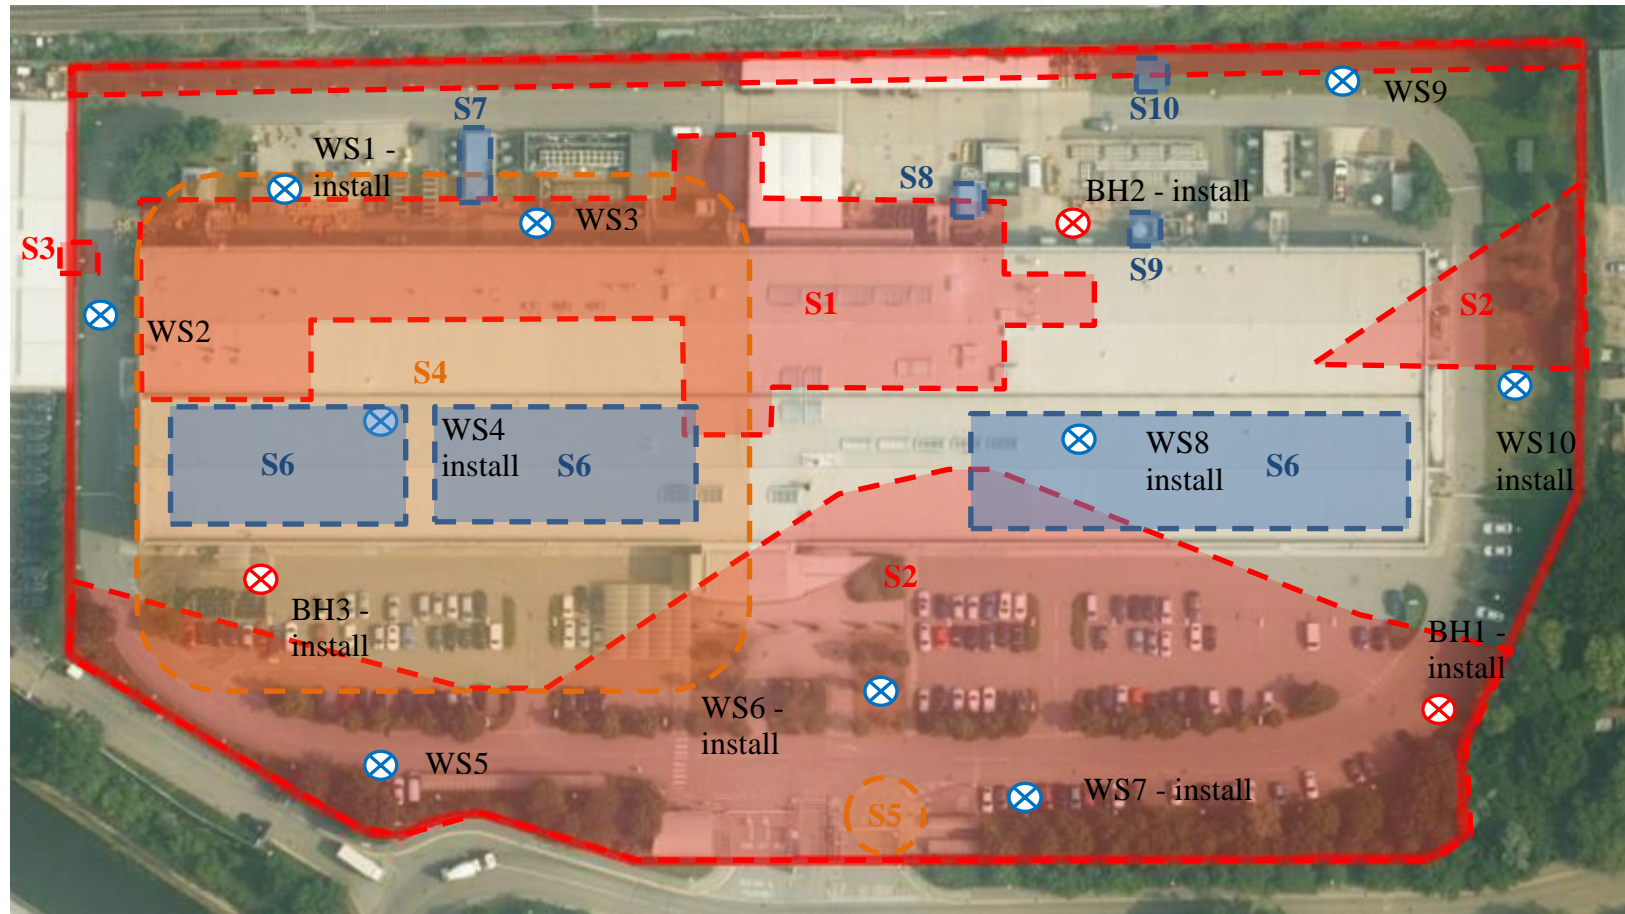 WS9
S7
S10
WS1 -
install
S8
BH2 - install
WS3
S3
S9
S1
S2
WS2
S4
WS4
install
WS8
install
WS10
install
S6
S6
S6
S2
BH3 -
install
BH1 -
install
WS6 -
install
WS5
WS7 - install
S5